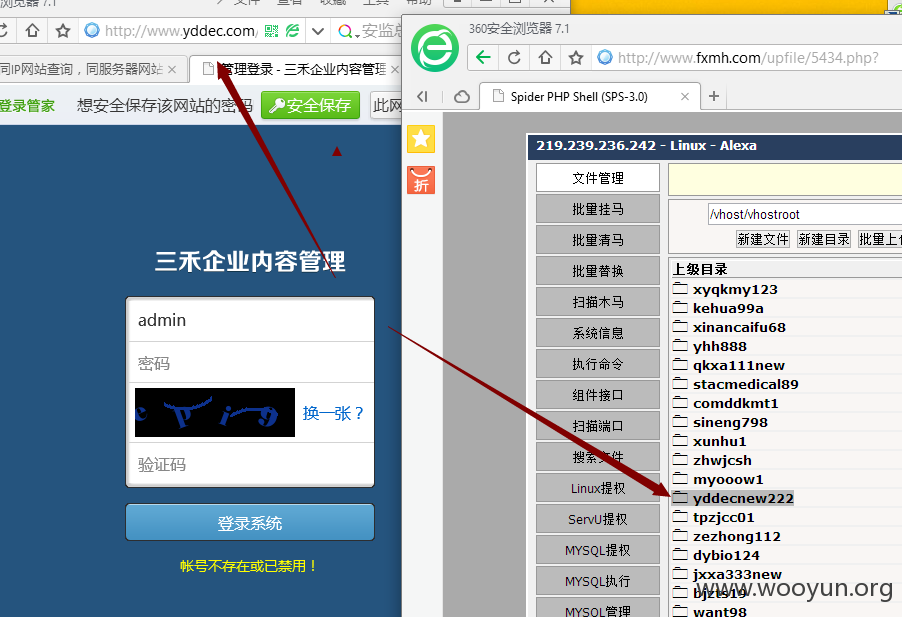 器7.1
文件 查看 收藏 工具 帮助
http://www.yddec.com/
安监总
同IP网站查询，同服务器网站
管理登录 - 三禾企业内容管理
登录管家
想安全保存该网站的密码
安全保存
此网
三禾企业内容管理
admin
密码
换一张？
验证码
登录系统
帐号不存在或已禁用！
360安全浏览器 7.1
http://www.fxmh.com/upfile/5434.php?
Spider PHP Shell (SPS-3.0)
折
219.239.236.242 - Linux - Alexa
文件管理
批量挂马
批量清马
批量替换
扫描木马
系统信息
执行命令
组件接口
扫描端口
搜索文件
Linux提权
ServU提权
MYSQL提权
MYSQL执行
MYSQL管理
/vhost/vhostroot
新建文件 新建目录 批量上传
上级目录
xyqkmy123
kehua99a
xinancaifu68
yhh888
qkxa111new
stacmedical89
comddkmt1
sineng798
xunhu1
zhwjcsh
myooow1
yddecnew222
tpzjcc01
zezhong112
dybio124
jxxa333new
bjzts19
want98
www.wooyun.org